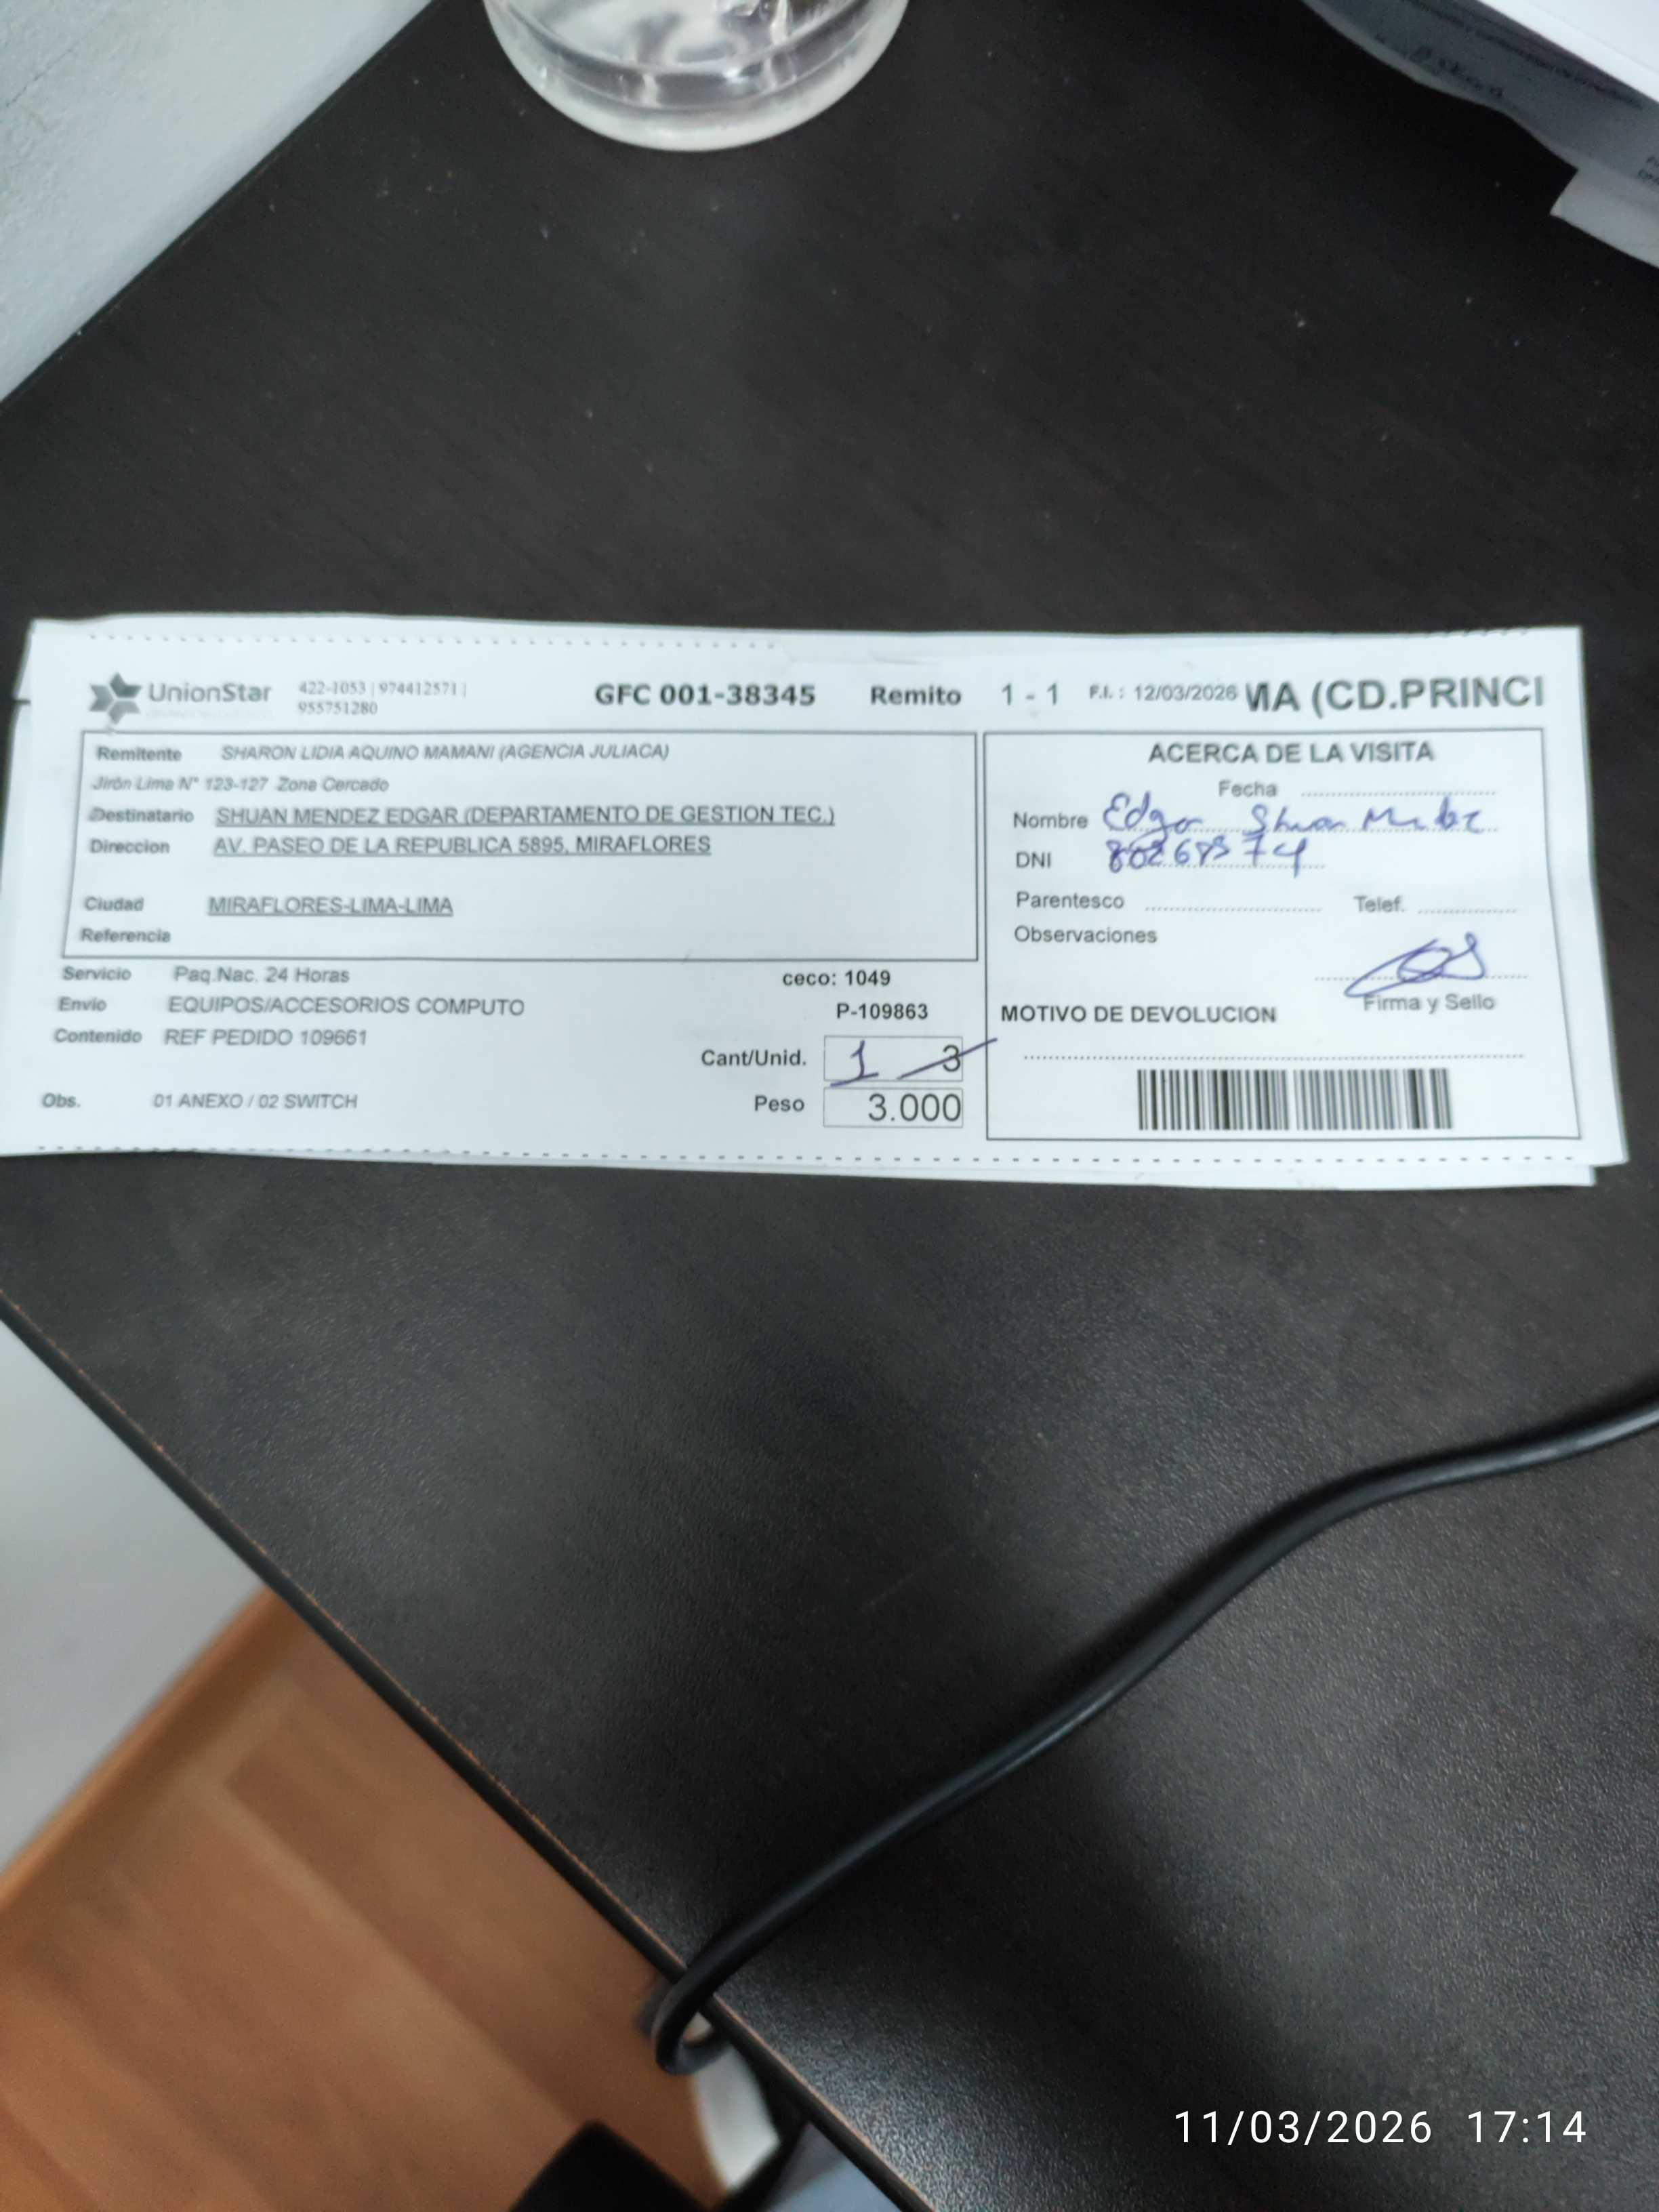 UnionStar 422-1053 | 974412571 |
955751280
GFC 001-38345 Remito 1 - 1 F.I. : 12/03/2026 MA (CD.PRINCI
Remitente SHARON LIDIA AQUINO MAMANI (AGENCIA JULIACA)
Jirón Lima N° 123-127 Zona Cercado
Destinatario SHUAN MENDEZ EDGAR (DEPARTAMENTO DE GESTION TEC.)
Direccion AV. PASEO DE LA REPUBLICA 5895, MIRAFLORES
Ciudad MIRAFLORES-LIMA-LIMA
Referencia
Servicio Paq.Nac. 24 Horas
ceco: 1049
Envio EQUIPOS/ACCESORIOS COMPUTO
P-109863
Contenido REF PEDIDO 109661
Cant/Unid. 1 3
Peso 3.000
Obs. 01 ANEXO / 02 SWITCH
ACERCA DE LA VISITA
Fecha
Nombre Edgar Shuan
DNI
Parentesco Telef.
Observaciones
Firma y Sello
MOTIVO DE DEVOLUCION
11/03/2026 17:14